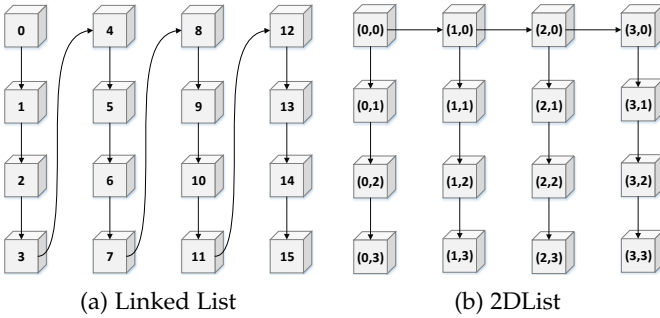 0 4 8 12 (0,0) (1,0) (2,0) (3,0)
1 5 9 13 (0,1) (1,1) (2,1) (3,1)
2 6 10 14 (0,2) (1,2) (2,2) (3,2)
3 7 11 15 (0,3) (1,3) (2,3) (3,3)
(a) Linked List (b) 2DList